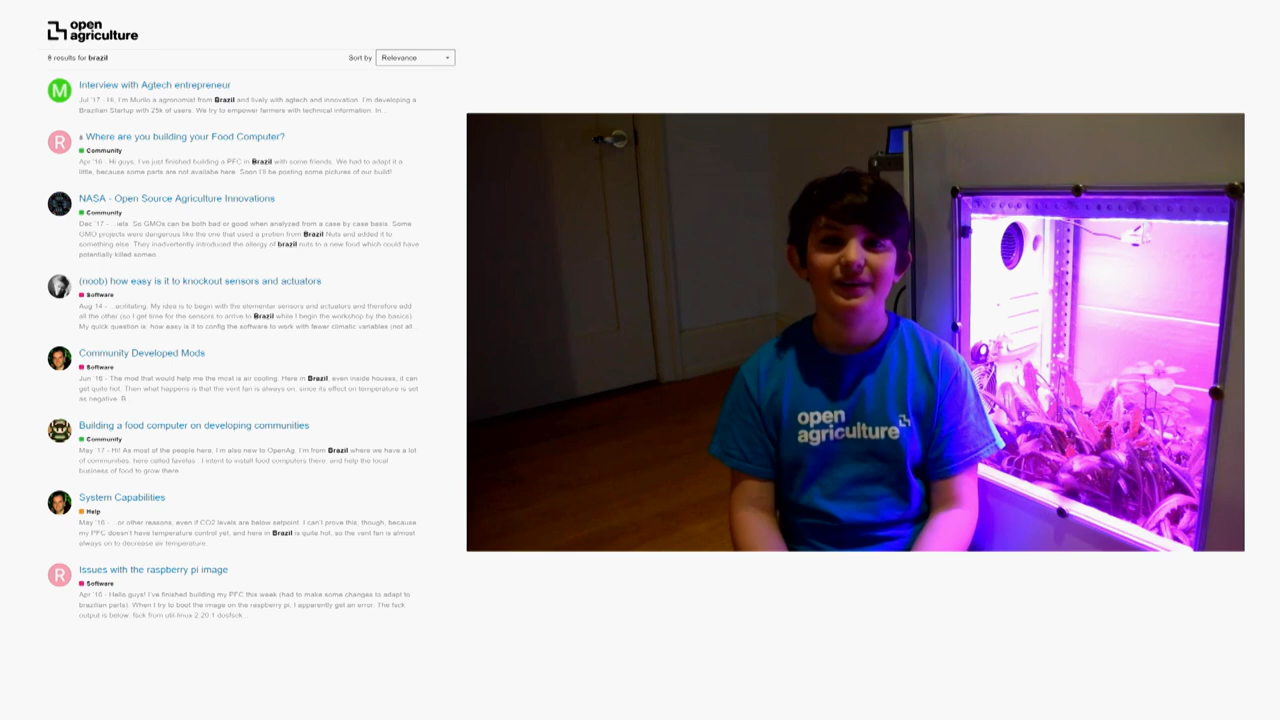 open
agriculture
8 results for brazil
Sort by
Relevance
M
Interview with Agtech entrepreneur
Jul '17 - Hi, I'm Murilo a agronomist from Brazil and lively with agtech and innovation. I'm developing a
Brazilian Startup with 25k of users. We try to empower farmers with technical information. In...
R
Where are you building your Food Computer?
Community
Apr '16 - Hi guys, I've just finished building a PFC in Brazil with some friends. We had to adapt it a
little, because some parts are not availabe here. Soon I'll be posting some pictures of our build!
NASA - Open Source Agriculture Innovations
Community
Dec '17 - ...iets. So GMOs can be both bad or good when analyzed from a case by case basis. Some
GMO projects were dangerous like the one that used a protien from Brazil Nuts and added it to
something else. They inadvertently introduced the allergy of brazil nuts to a new food which could have
potentially killed someo
(noob) how easy is it to knockout sensors and actuators
Software
Aug 14 - ...acilitating. My idea is to begin with the elementar sensors and actuators and therefore add
all the other (so I get time for the sensors to arrive to Brazil while I begin the workshop by the basics)
My quick question is: how easy is it to config the software to work with fewer climatic variables (not all.
Community Developed Mods
Software
Jun '16 - The mod that would help me the most is air cooling. Here in Brazil, even inside houses, it can
get quite hot. Then what happens is that the vent fan is always on, since its effect on temperature is set
as negative. B
Building a food computer on developing communities
Community
May '17 - Hi! As most of the people here, I'm also new to OpenAg. I'm from Brazil where we have a lot
of communities, here called favelas . I intent to install food computers there, and help the local
business of food to grow there.
System Capabilities
Help
May '16 - ... or other reasons, even if CO2 levels are below setpoint. I can't prove this, though, because
my PFC doesn't have temperature control yet, and here in Brazil is quite hot, so the vent fan is almost
always on to decrease air temperature.
R
Issues with the raspberry pi image
Software
Apr '16 - Hello guys! I've finished building my PFC this week (had to make some changes to adapt to
brazilian parts). When I try to boot the image on the raspberry pi, I apparently get an error. The fsck
output is below: fsck from util-linux 2.20.1 dosfsck...
open
agriculture